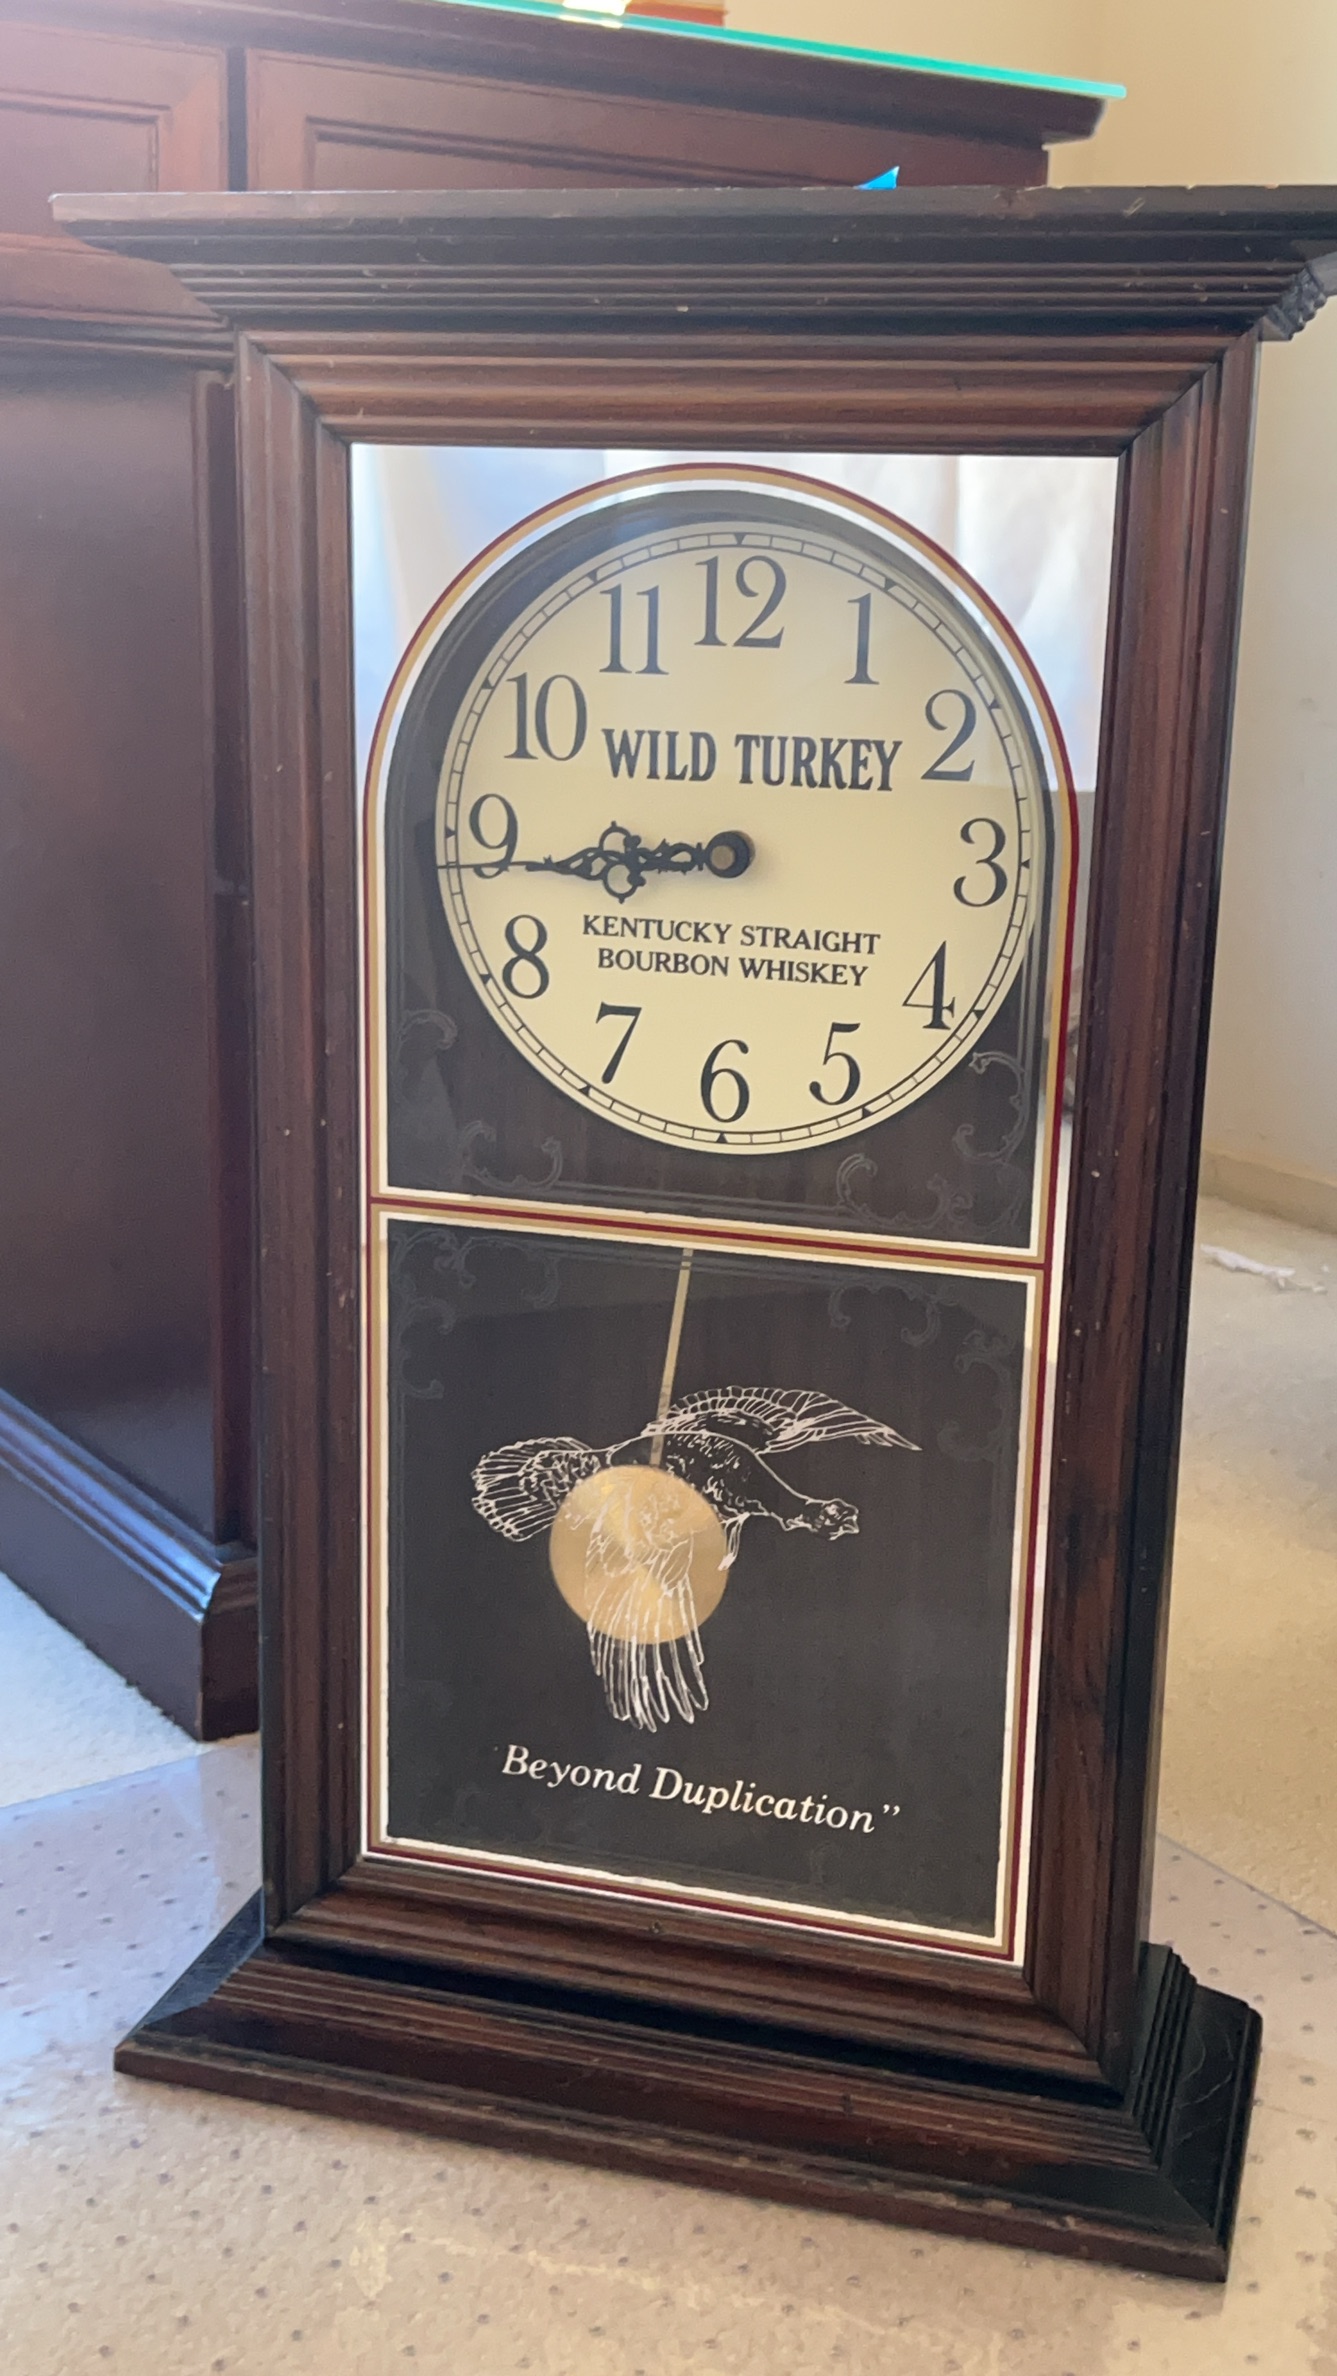 12
11 1
10 2
WILD TURKEY
9 3
KENTUCKY STRAIGHT
BOURBON WHISKEY
8 4
7 5
6
Beyond Duplication”